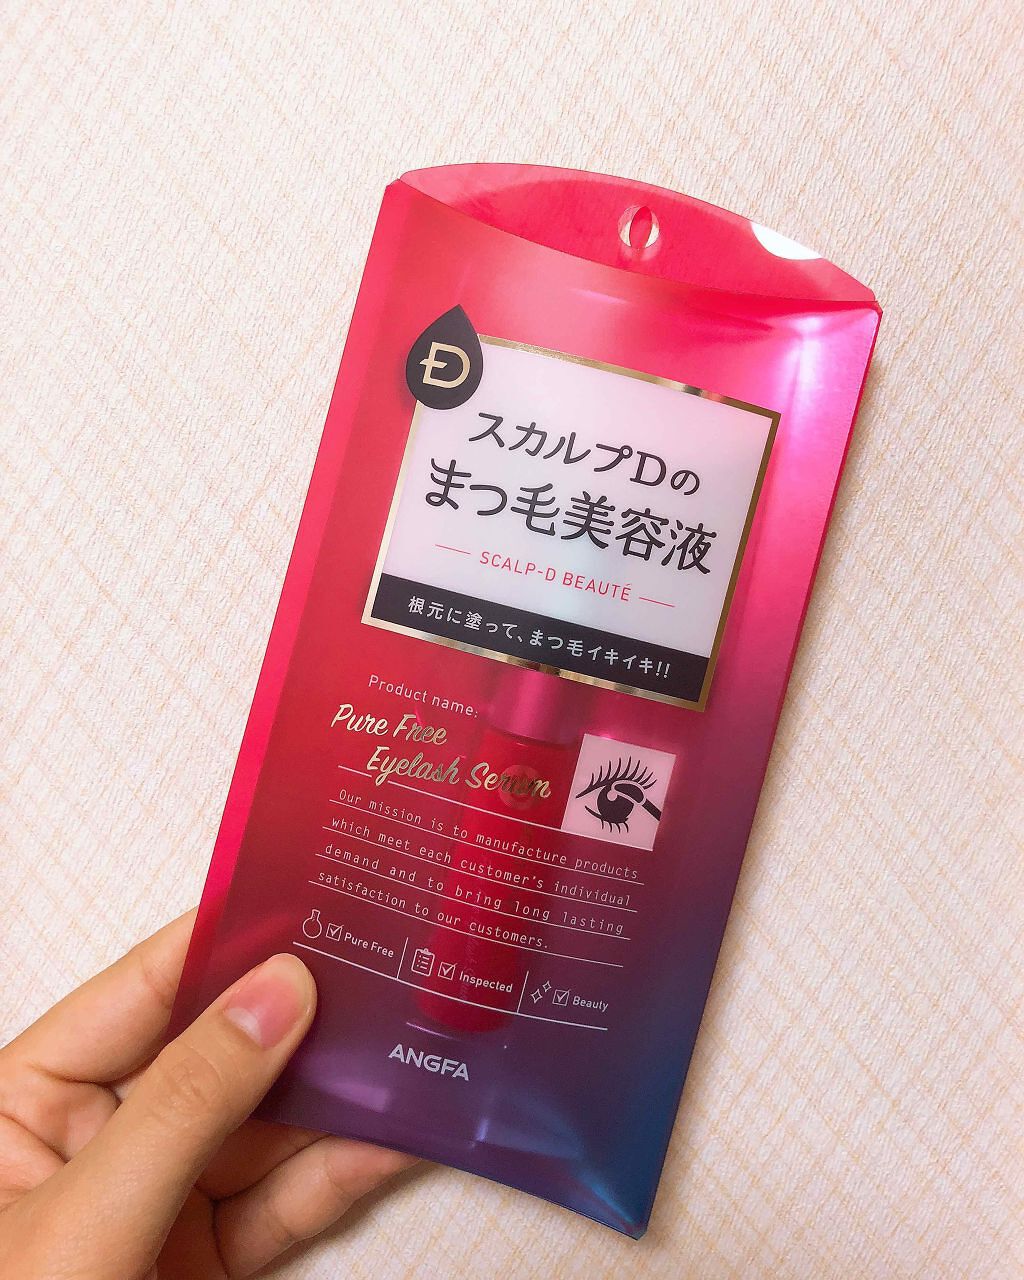 Ð
スカルプDの
まつ毛美容液
SCALP-D BEAUTÉ
根元に塗って、まつ毛イキイキ!!
Product name:
Pure Free
Eyelash Serum
Our mission is to manufacture products
which meet each customer's individual
demand and to bring long lasting
satisfaction to our customers.
Pure Free
Inspected
Beauty
ANGFA